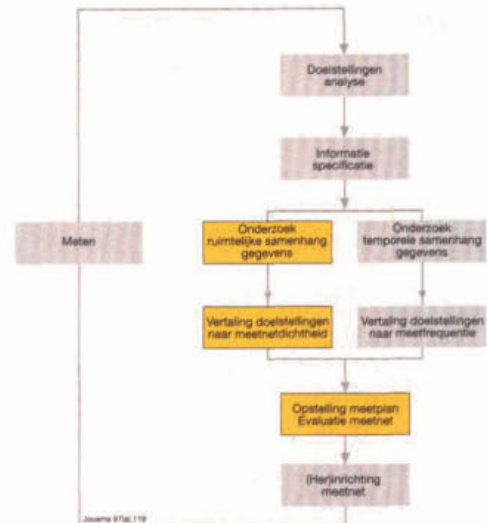 Doelstellingen
analyse
Informatie
specificatie
Onderzoek
ruimtelijke samenhang
gegevens
Onderzoek
temporele samenhang
gegevens
Meten
Vertaling doelstellingen
naar meetnetdichtheid
Vertaling doelstellingen
naar meetfrequentie
Opstelling meetplan
Evaluatie meetnet
(Her)inrichting
meetnet